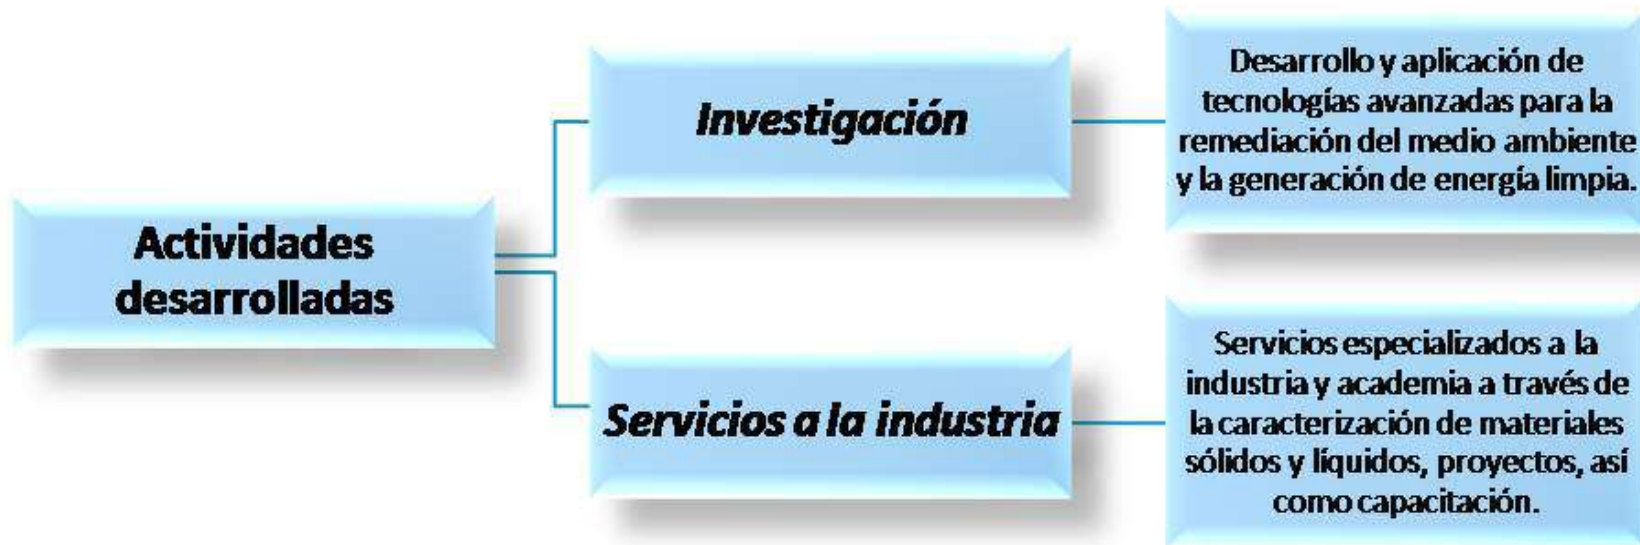 Actividades
desarrolladas
Investigación
Desarrollo y aplicación de
tecnologías avanzadas para la
remediación del medio ambiente
y la generación de energía limpia.
Servicios a la industria
Servicios especializados a la
industria y academia a través de
la caracterización de materiales
sólidos y líquidos, proyectos, así
como capacitación.